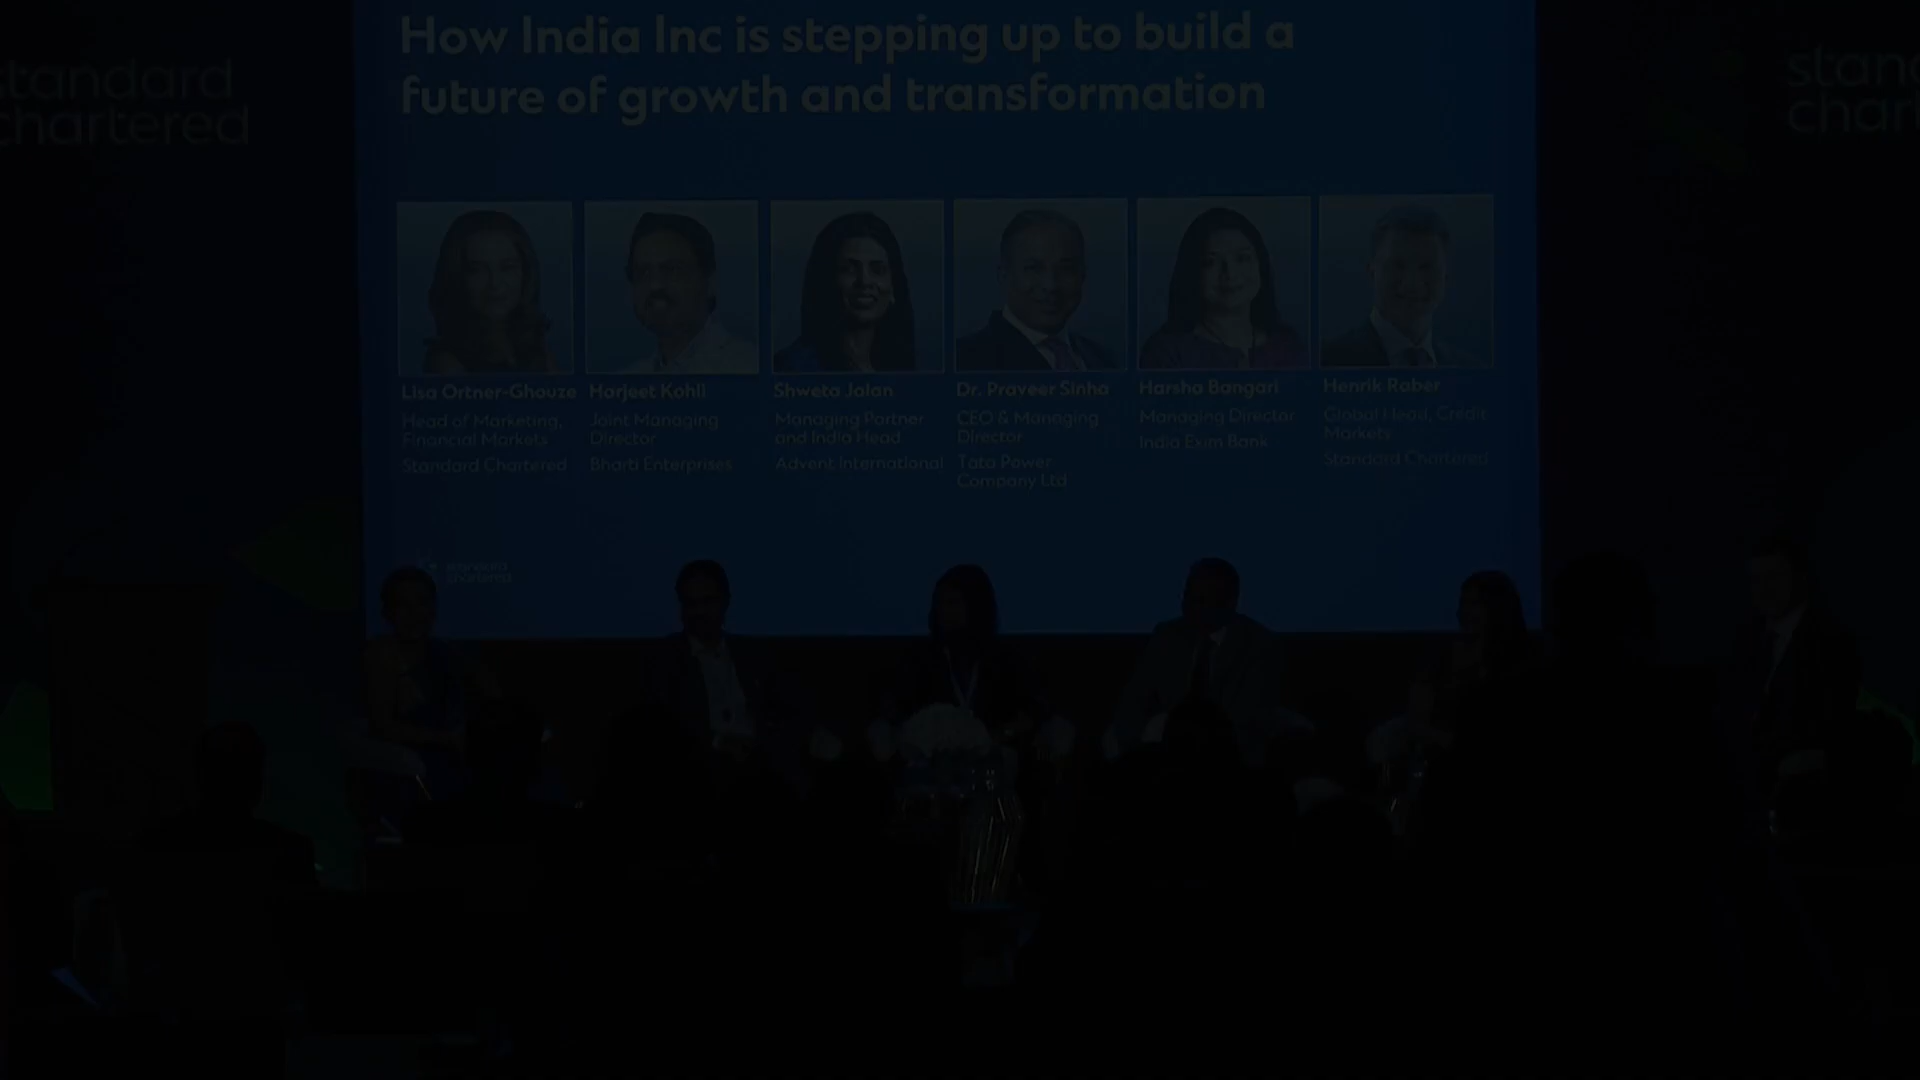 How India Inc is stepping up to build a
future of growth and transformation
standard
chartered
Lisa Ortner-Ghouze
Head of Marketing,
Financial Markets
Standard Chartered
Harjeet Kohli
Joint Managing
Director
Bharti Enterprises
Shweta Jalan
Managing Partner
and India Head
Advent International
Dr. Praveer Sinha
CEO & Managing
Director
Tata Power
Company Ltd
Harsha Bangari
Managing Director
India Exim Bank
Henrik Raber
Global Head, Credit
Markets
Standard Chartered
standard
chartered